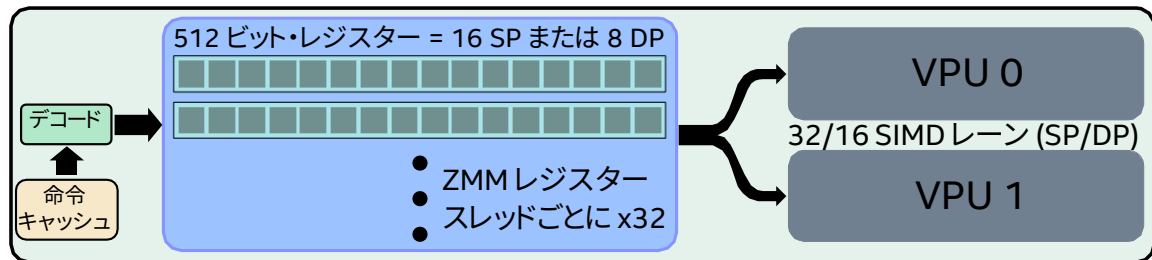 512 ビット・レジスター = 16 SP または 8 DP
デコード
命令
キャッシュ
ZMM レジスター
スレッドごとに x32
VPU 0
32/16 SIMD レーン (SP/DP)
VPU 1